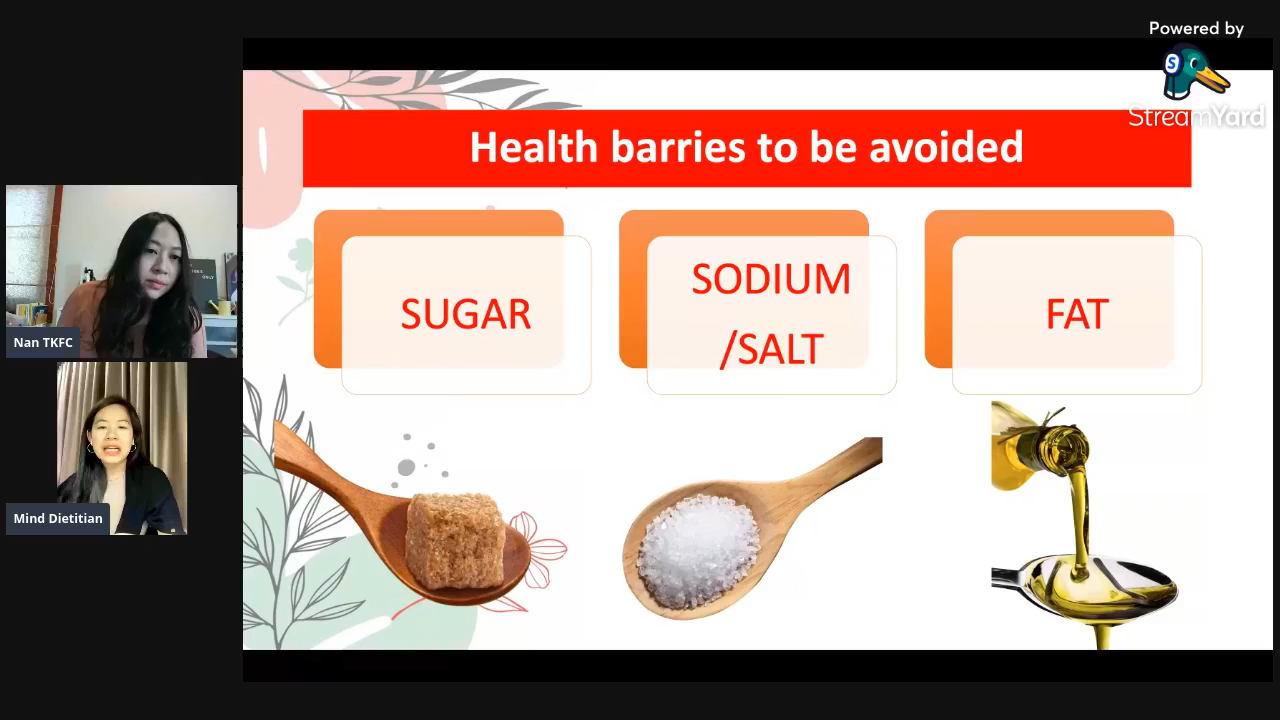 Powered by
StreamYard
Health barries to be avoided
SUGAR
SODIUM
/SALT
FAT
Nan TKFC
Mind Dietitian